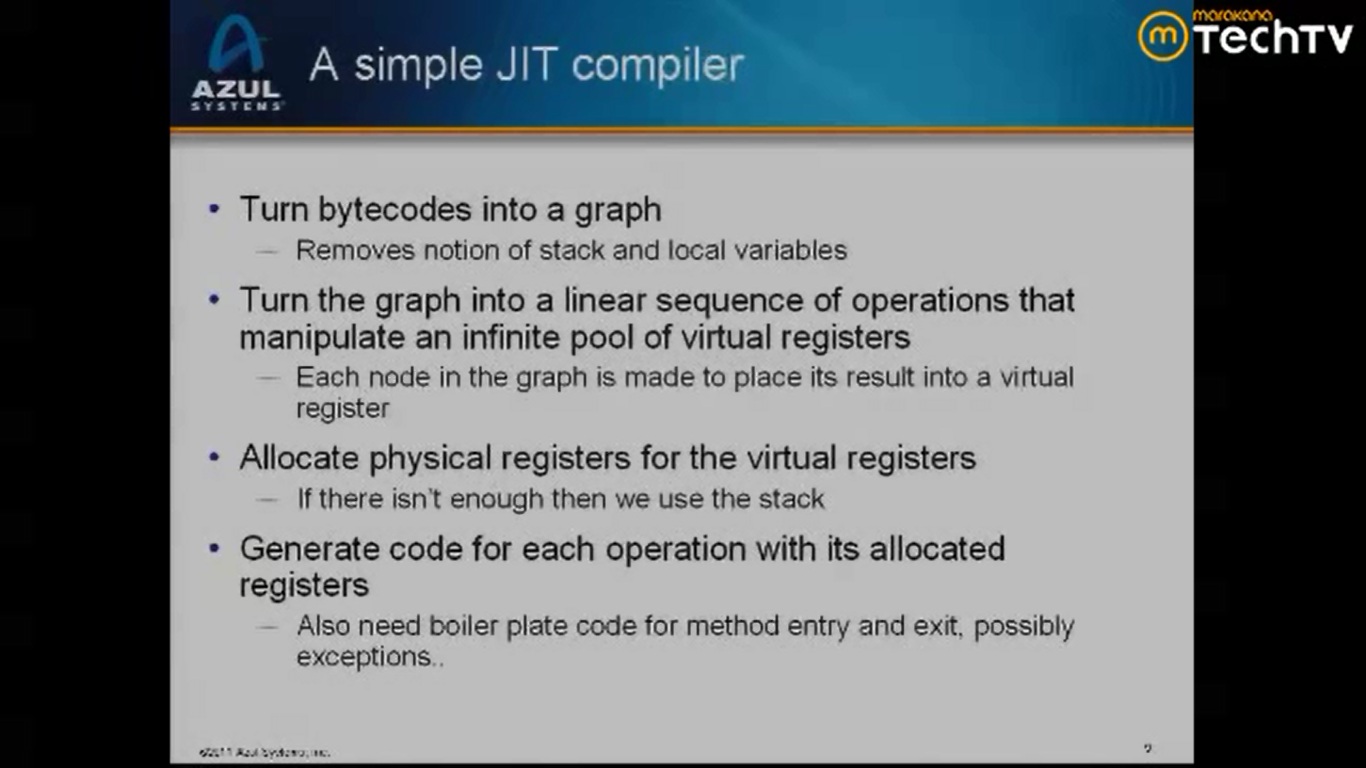 marakana
m TechTV
AZUL
SYSTEMS
A simple JIT compiler
• Turn bytecodes into a graph
– Removes notion of stack and local variables
• Turn the graph into a linear sequence of operations that
manipulate an infinite pool of virtual registers
– Each node in the graph is made to place its result into a virtual
register
• Allocate physical registers for the virtual registers
– If there isn't enough then we use the stack
• Generate code for each operation with its allocated
registers
– Also need boiler plate code for method entry and exit, possibly
exceptions..
©2011 Azul Systems, Inc.
9